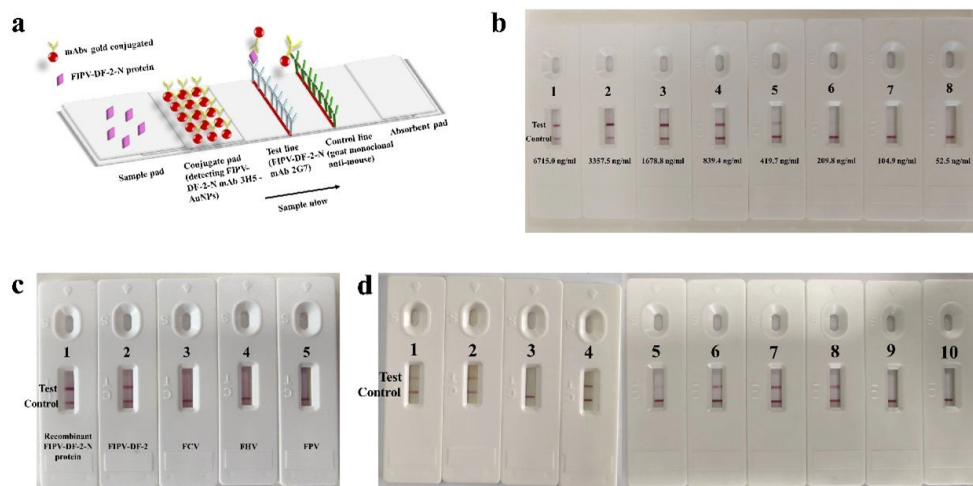 a
mAbs gold conjugated
FIPV-DF-2-N protein
Sample pad
Conjugate pad
(detecting FIPV-
DF-2-N mAb 3H5 -
AuNPs)
Test line
(FIPV-DF-2-N
mAb 2G7)
Control line
(goat monoclonal
anti-mouse)
Absorbent pad
Sample
b
1 2 3 4 5 6 7 8
Test
Control
6715.0 ng/ml 3357.5 ng/ml 1678.8 ng/ml 839.4 ng/ml 419.7 ng/ml 209.8 ng/ml 104.9 ng/ml 52.5 ng/ml
c
1 2 3 4 5
Test
Control
Recombinant
FIPV-DF-2-N
protein
FIPV-DF-2 FCV FHV FPV
d
1 2 3 4 5 6 7 8 9 10
Test
Control